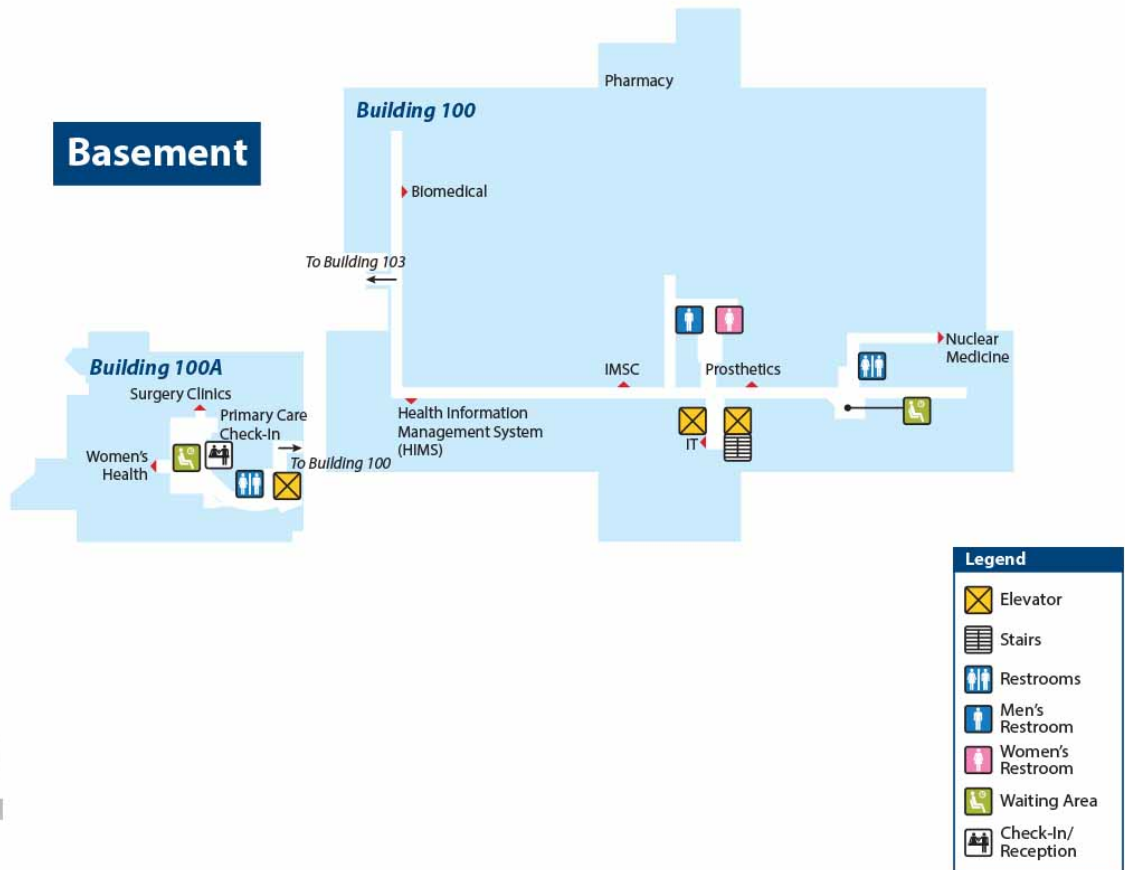 Pharmacy
Building 100
Basement
Biomedical
To Building 103
Nuclear
Medicine
IMSC
Prosthetics
Building 100A
Surgery Clinics
Primary Care
Check-In
Health Information
Management System
(HIMS)
IT
Women's
Health
To Building 100
Legend
Elevator
Stairs
Restrooms
Men's
Restroom
Women's
Restroom
Waiting Area
Check-In/
Reception